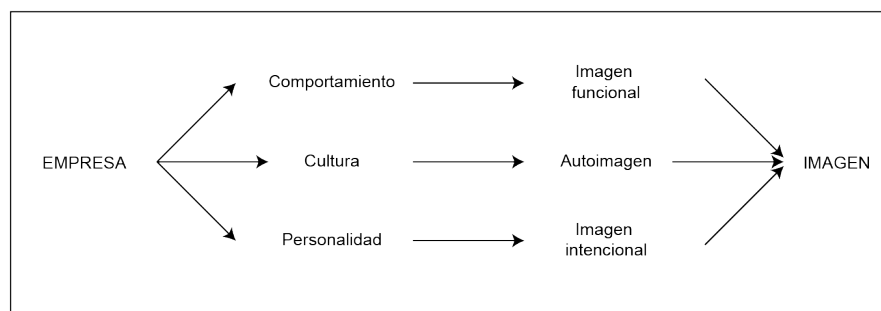 Comportamiento
Imagen
funcional
EMPRESA
Cultura
Autoimagen
IMAGEN
Personalidad
Imagen
intencional